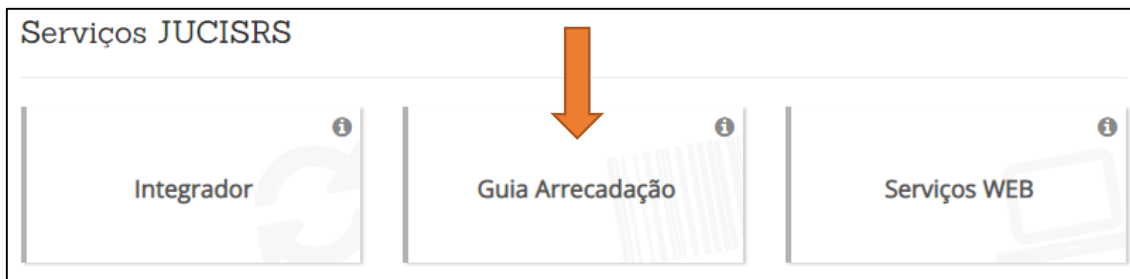 Serviços JUCISRS
Integrador
Guia Arrecadação
Serviços WEB